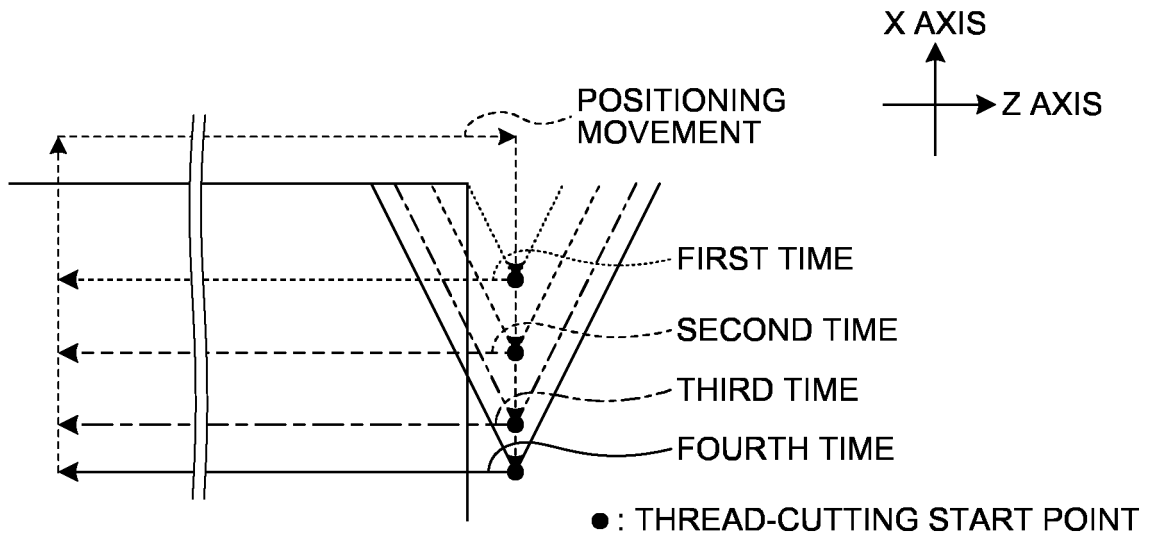 X AXIS
Z AXIS
POSITIONING
MOVEMENT
FIRST TIME
SECOND TIME
THIRD TIME
FOURTH TIME
● : THREAD-CUTTING START POINT